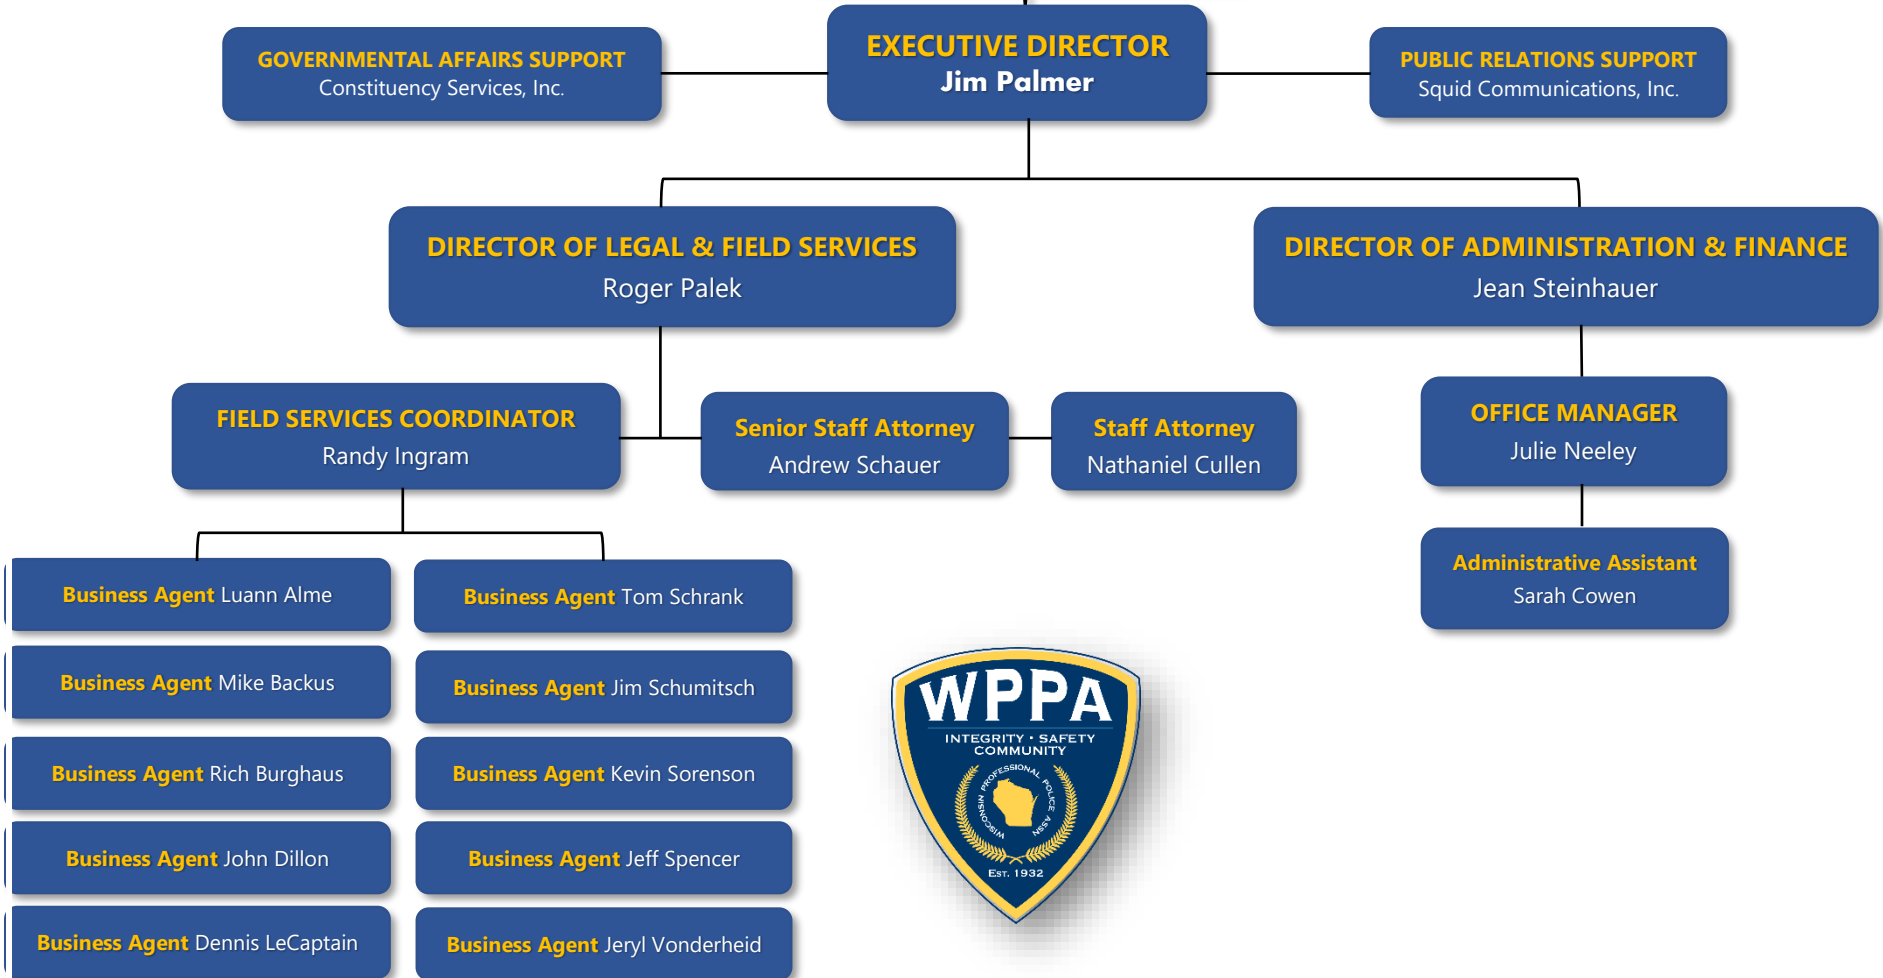 GOVERNMENTAL AFFAIRS SUPPORT
Constituency Services, Inc.
EXECUTIVE DIRECTOR
Jim Palmer
PUBLIC RELATIONS SUPPORT
Squid Communications, Inc.
DIRECTOR OF LEGAL & FIELD SERVICES
Roger Palek
DIRECTOR OF ADMINISTRATION & FINANCE
Jean Steinhauer
FIELD SERVICES COORDINATOR
Randy Ingram
Senior Staff Attorney
Andrew Schauer
Staff Attorney
Nathaniel Cullen
OFFICE MANAGER
Julie Neeley
Administrative Assistant
Sarah Cowen
Business Agent Luann Alme
Business Agent Tom Schrank
Business Agent Mike Backus
Business Agent Jim Schumitsch
Business Agent Rich Burghaus
Business Agent Kevin Sorenson
Business Agent John Dillon
Business Agent Jeff Spencer
Business Agent Dennis LeCaptain
Business Agent Jeryl Vonderheid
WPPA
INTEGRITY • SAFETY
COMMUNITY
WISCONSIN PROFESSIONAL POLICE ASSN
EST. 1932